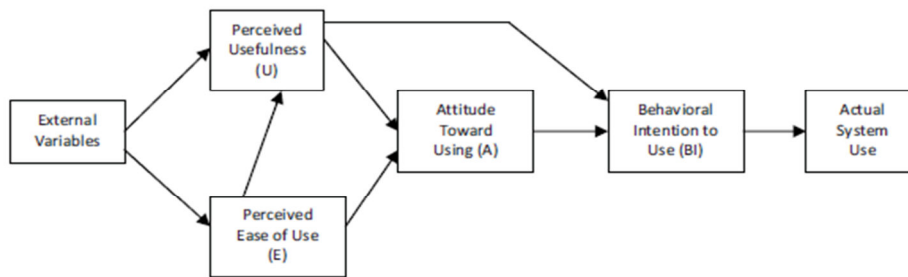 Perceived
Usefulness
(U)
External
Variables
Attitude
Toward
Using (A)
Behavioral
Intention to
Use (BI)
Actual
System
Use
Perceived
Ease of Use
(E)